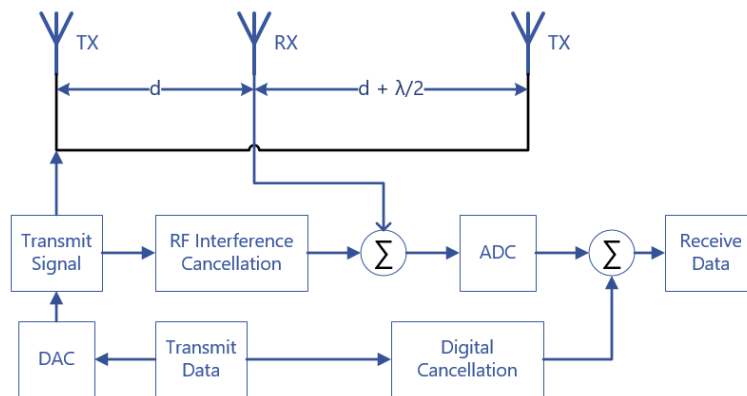 TX
RX
TX
d
d + λ/2
Transmit
Signal
RF Interference
Cancellation
Σ
ADC
Σ
Receive
Data
DAC
Transmit
Data
Digital
Cancellation